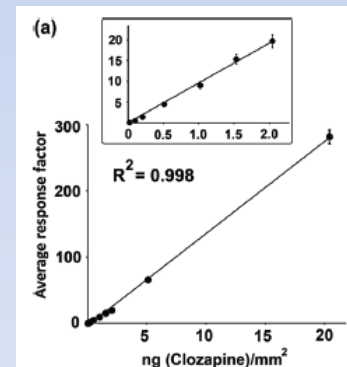 (a)
20
15
10
5
0 0.5 1.0 1.5 2.0
R2 = 0.998
300
200
100
0
Average response factor
0 5 10 15 20
ng (Clozapine)/mm2